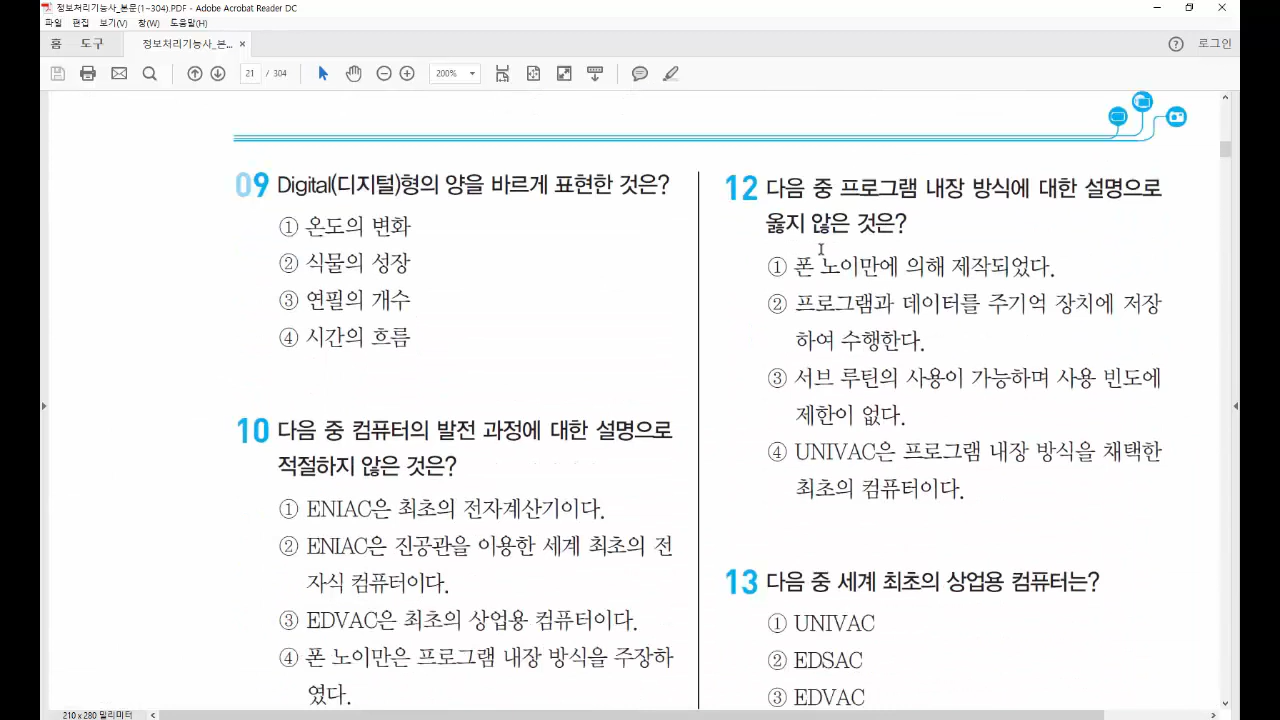 정보처리기능사_본문(1~304).PDF - Adobe Acrobat Reader DC
파일 편집 보기(V) 창(W) 도움말(H)
홈 도구 정보처리기능사_본... × 로그인
21 / 304 200%
09 Digital(디지털)형의 양을 바르게 표현한 것은?
① 온도의 변화
② 식물의 성장
③ 연필의 개수
④ 시간의 흐름
10 다음 중 컴퓨터의 발전 과정에 대한 설명으로
적절하지 않은 것은?
① ENIAC은 최초의 전자계산기이다.
② ENIAC은 진공관을 이용한 세계 최초의 전
자식 컴퓨터이다.
③ EDVAC은 최초의 상업용 컴퓨터이다.
④ 폰 노이만은 프로그램 내장 방식을 주장하
였다.
12 다음 중 프로그램 내장 방식에 대한 설명으로
옳지 않은 것은?
① 폰 노이만에 의해 제작되었다.
② 프로그램과 데이터를 주기억 장치에 저장
하여 수행한다.
③ 서브 루틴의 사용이 가능하며 사용 빈도에
제한이 없다.
④ UNIVAC은 프로그램 내장 방식을 채택한
최초의 컴퓨터이다.
13 다음 중 세계 최초의 상업용 컴퓨터는?
① UNIVAC
② EDSAC
③ EDVAC
210 x 280 밀리미터